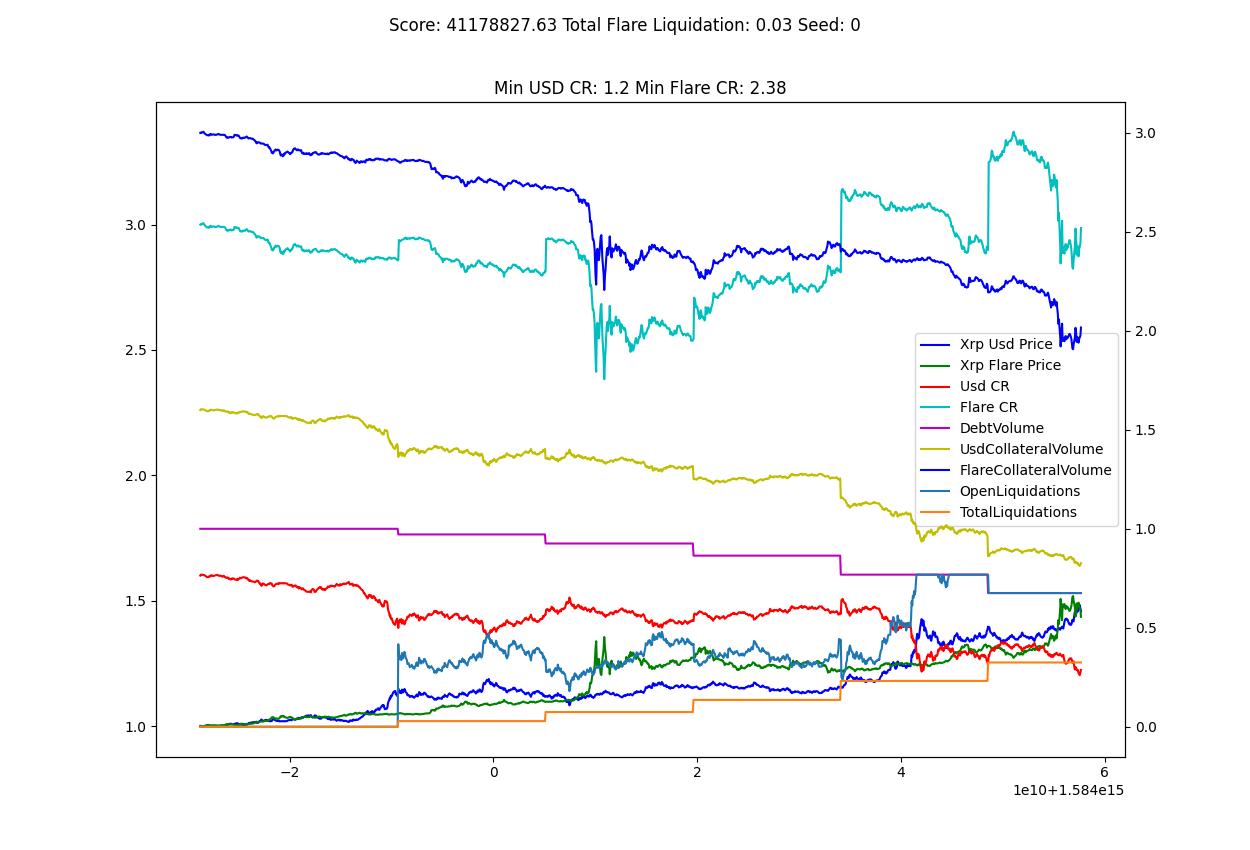 Score: 41178827.63 Total Flare Liquidation: 0.03 Seed: 0
Min USD CR: 1.2 Min Flare CR: 2.38
3.0
2.5
2.0
1.5
1.0
3.0
2.5
2.0
1.5
1.0
0.5
0.0
Xrp Usd Price
Xrp Flare Price
Usd CR
Flare CR
DebtVolume
UsdCollateralVolume
FlareCollateralVolume
OpenLiquidations
TotalLiquidations
−2 0 2 4 6
1e10+1.584e15